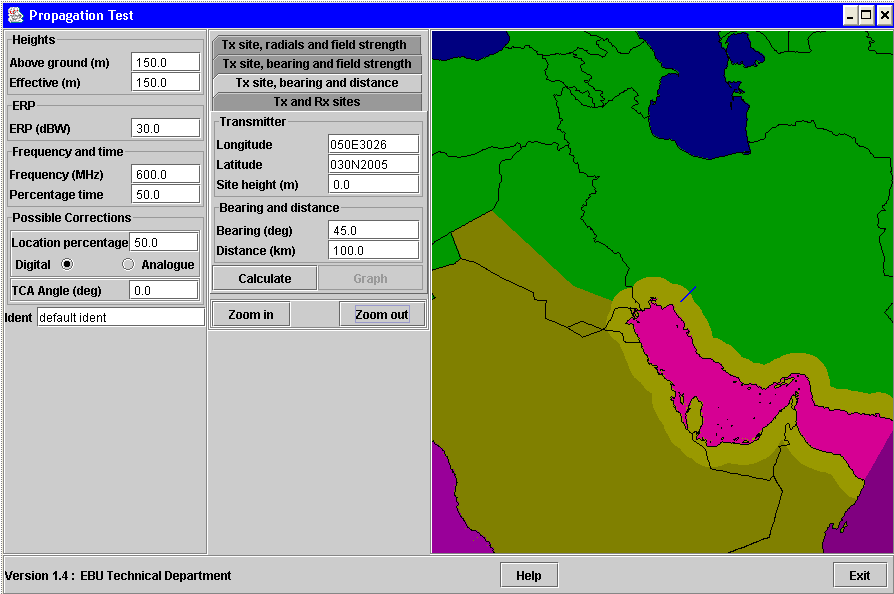 Propagation Test
Heights
Above ground (m) 150.0
Effective (m) 150.0
ERP
ERP (dBW) 30.0
Frequency and time
Frequency (MHz) 600.0
Percentage time 50.0
Possible Corrections
Location percentage 50.0
Digital Analogue
TCA Angle (deg) 0.0
Ident default ident
Tx site, radials and field strength
Tx site, bearing and field strength
Tx site, bearing and distance
Tx and Rx sites
Transmitter
Longitude 050E3026
Latitude 030N2005
Site height (m) 0.0
Bearing and distance
Bearing (deg) 45.0
Distance (km) 100.0
Calculate Graph
Zoom in Zoom out
Version 1.4 : EBU Technical Department
Help
Exit